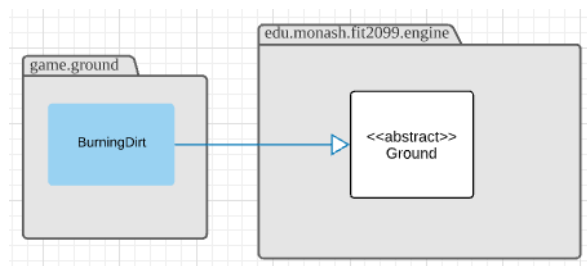 game.ground
BurningDirt
edu.monash.fit2099.engine
<<abstract>>
Ground